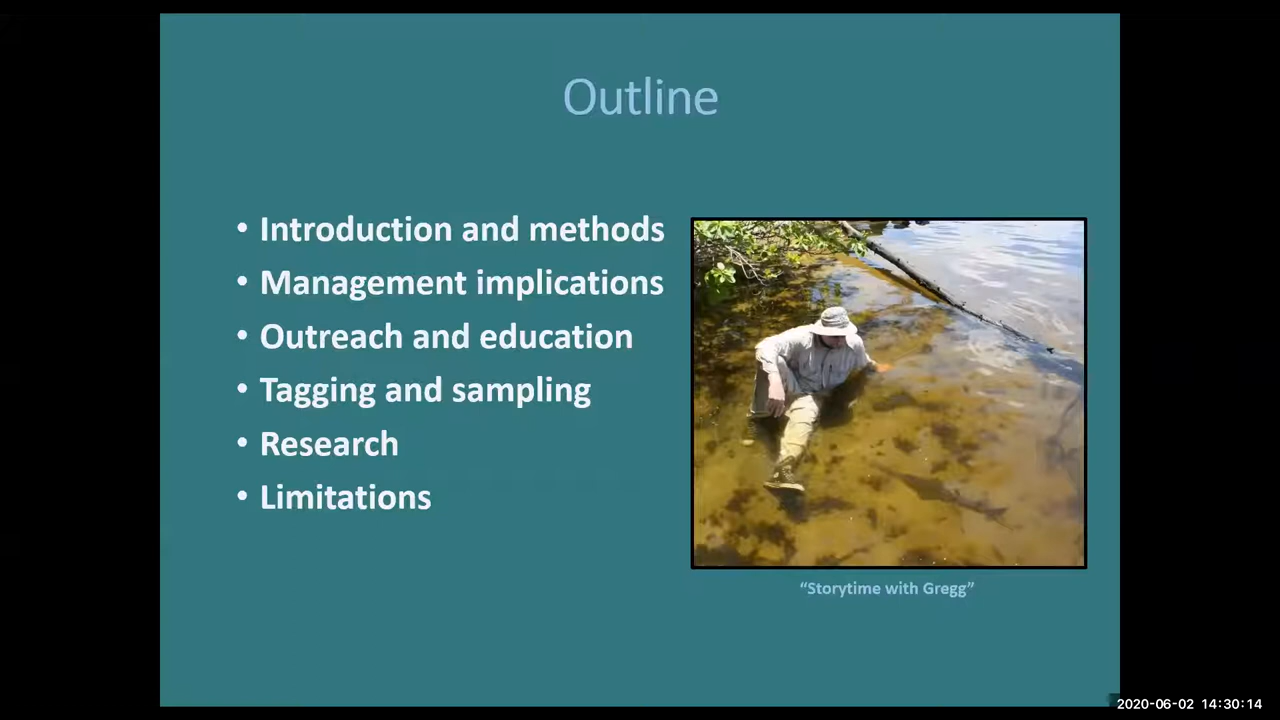 Outline
• Introduction and methods
• Management implications
• Outreach and education
• Tagging and sampling
• Research
• Limitations
“Storytime with Gregg”
2020-06-02 14:30:14